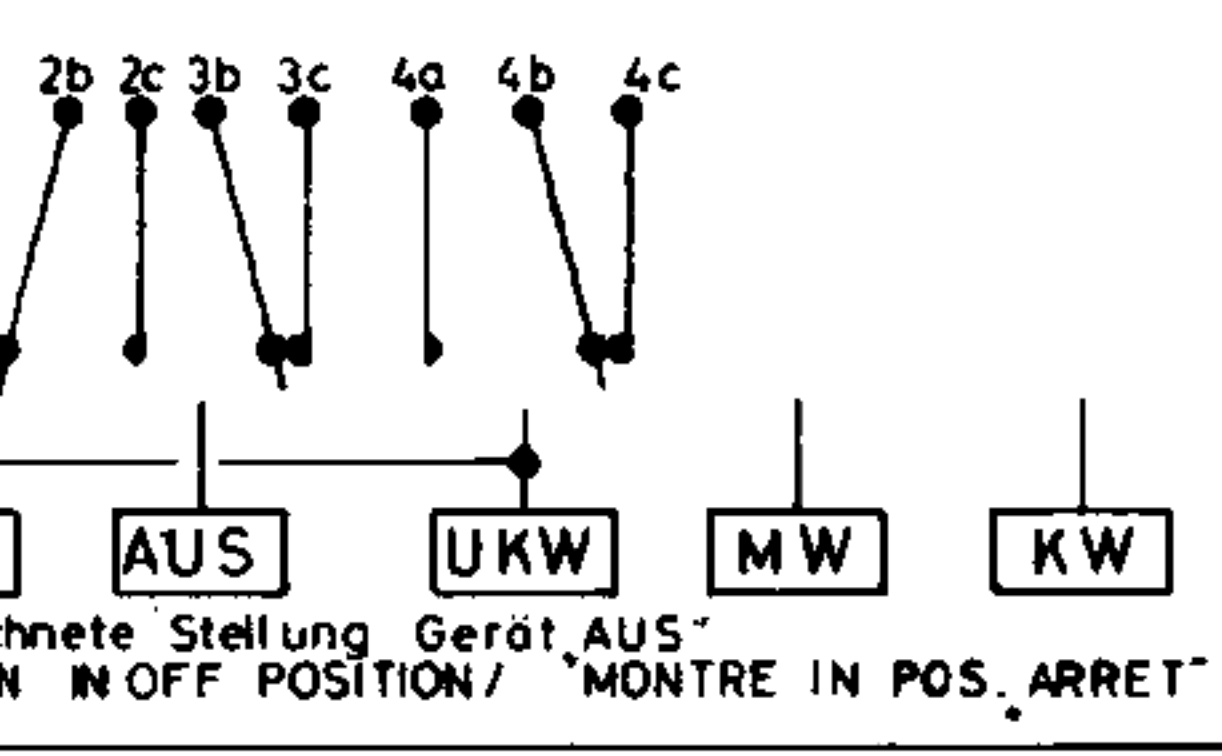 2b 2c 3b 3c 4a 4b 4c
AUS UKW MW KW
chnete Stellung Gerät „AUS"
N IN OFF POSITION / "MONTRE IN POS. ARRET"